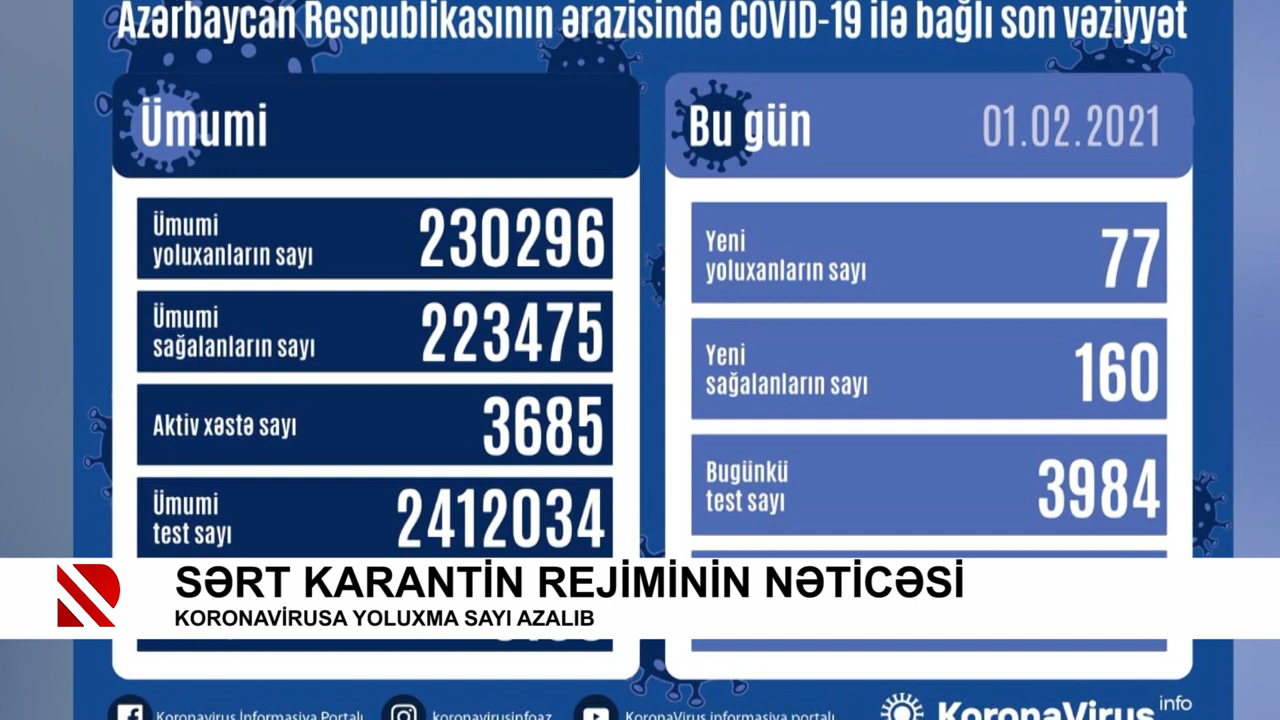 Azərbaycan Respublikasının ərazisində COVID-19 ilə bağlı son vəziyyət
Ümumi
Ümumi
yoluxanların sayı
230296
Ümumi
sağalanların sayı
223475
Aktiv xəstə sayı
3685
Ümumi
test sayı
2412034
Bu gün
01.02.2021
Yeni
yoluxanların sayı
77
Yeni
sağalanların sayı
160
Bugünkü
test sayı
3984
SƏRT KARANTİN REJİMİNİN NƏTİCƏSİ
KORONAVİRUSA YOLUXMA SAYI AZALIB
Koronavirus İnformasiya Portalı
koronavirusinfoaz
KoronaVirus informasiya portalı
KoronaVirus info